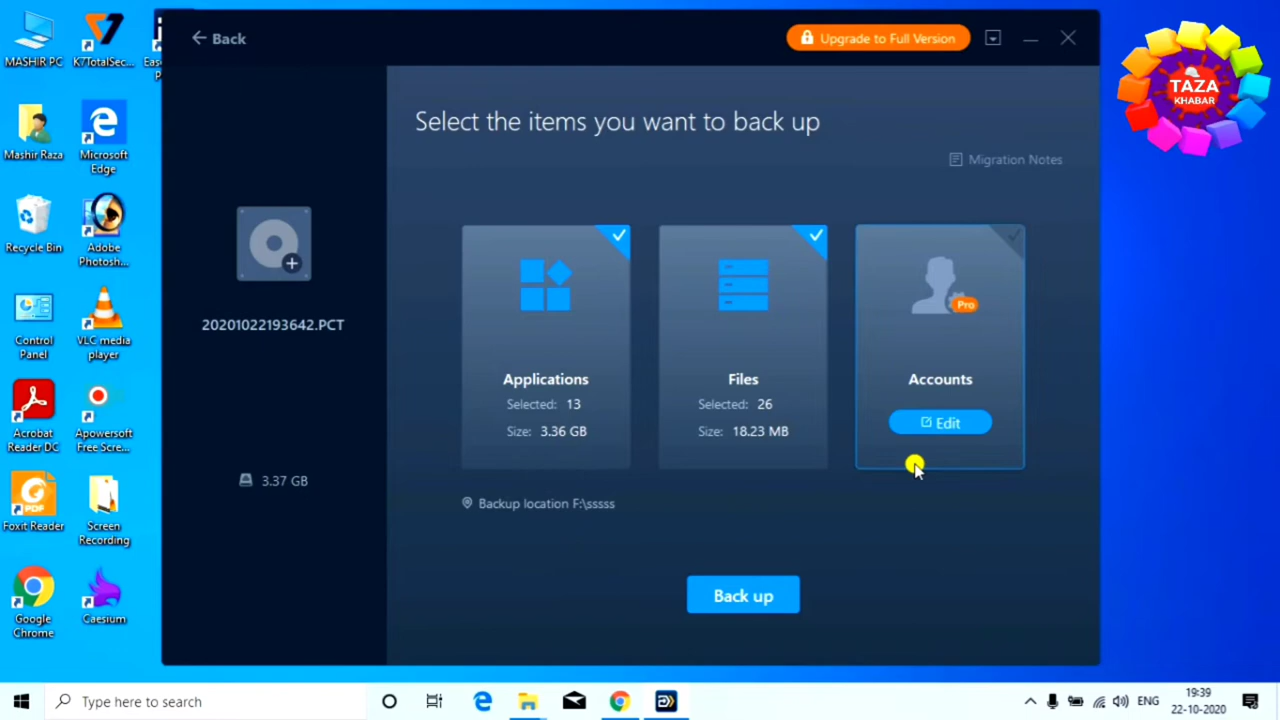 MASHIR PC
K7TotalSec...
Mashir Raza
Microsoft
Edge
Recycle Bin
Adobe
Photosh...
Control
Panel
VLC media
player
Acrobat
Reader DC
Apowersoft
Free Scree...
Foxit Reader
Screen
Recording
Google
Chrome
Caesium
Back
Upgrade to Full Version
Select the items you want to back up
Migration Notes
20201022193642.PCT
3.37 GB
Applications
Selected: 13
Size: 3.36 GB
Files
Selected: 26
Size: 18.23 MB
Pro
Accounts
Edit
Backup location F:\sssss
Back up
TAZA
KHABAR
Type here to search
ENG
19:39
22-10-2020